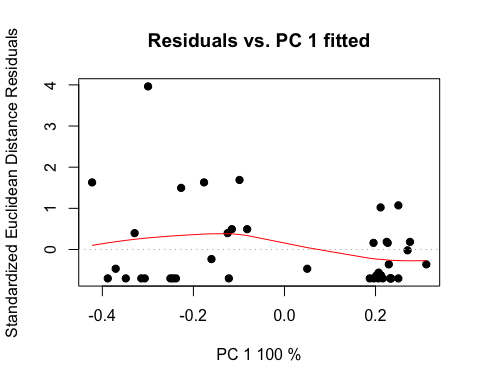 Residuals vs. PC 1 fitted
Standardized Euclidean Distance Residuals
4
3
2
1
0
-0.4 -0.2 0.0 0.2
PC 1 100 %